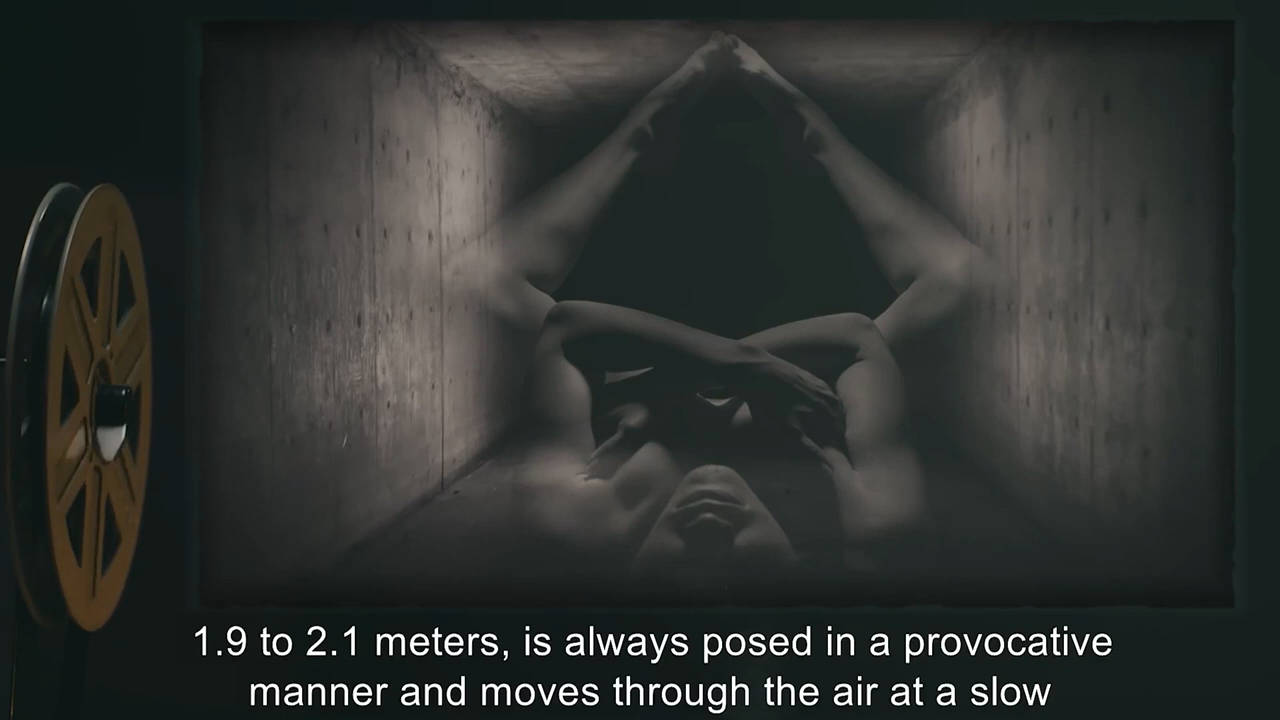 1.9 to 2.1 meters, is always posed in a provocative
manner and moves through the air at a slow